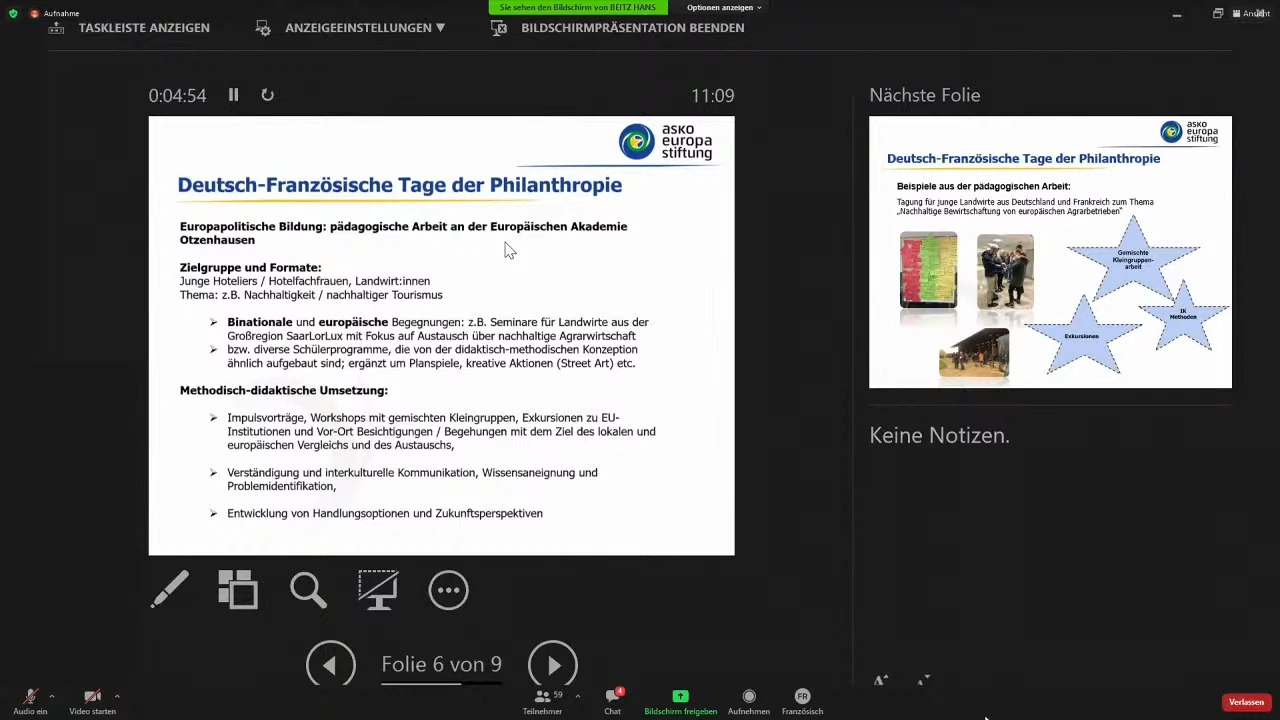 Aufnahme
Sie sehen den Bildschirm von BEITZ HANS
Optionen anzeigen
Ansicht
TASKLEISTE ANZEIGEN
ANZEIGEEINSTELLUNGEN ▼
BILDSCHIRMPRÄSENTATION BEENDEN
0:04:54
11:09
asko
europa
stiftung
Deutsch-Französische Tage der Philanthropie
Europapolitische Bildung: pädagogische Arbeit an der Europäischen Akademie
Otzenhausen
Zielgruppe und Formate:
Junge Hoteliers / Hotelfachfrauen, Landwirt:innen
Thema: z.B. Nachhaltigkeit / nachhaltiger Tourismus
➢ Binationale und europäische Begegnungen: z.B. Seminare für Landwirte aus der
Großregion SaarLorLux mit Fokus auf Austausch über nachhaltige Agrarwirtschaft
➢ bzw. diverse Schülerprogramme, die von der didaktisch-methodischen Konzeption
ähnlich aufgebaut sind; ergänzt um Planspiele, kreative Aktionen (Street Art) etc.
Methodisch-didaktische Umsetzung:
➢ Impulsvorträge, Workshops mit gemischten Kleingruppen, Exkursionen zu EU-
Institutionen und Vor-Ort Besichtigungen / Begehungen mit dem Ziel des lokalen und
europäischen Vergleichs und des Austauschs,
➢ Verständigung und interkulturelle Kommunikation, Wissensaneignung und
Problemidentifikation,
➢ Entwicklung von Handlungsoptionen und Zukunftsperspektiven
Folie 6 von 9
Nächste Folie
asko
europa
stiftung
Deutsch-Französische Tage der Philanthropie
Beispiele aus der pädagogischen Arbeit:
Tagung für junge Landwirte aus Deutschland und Frankreich zum Thema
„Nachhaltige Bewirtschaftung von europäischen Agrarbetrieben"
Gemischte
Kleingruppen-
arbeit
IK
Methoden
Exkursionen
Keine Notizen.
Audio ein
Video starten
59
Teilnehmer
4
Chat
Bildschirm freigeben
Aufnehmen
FR
Französisch
Verlassen